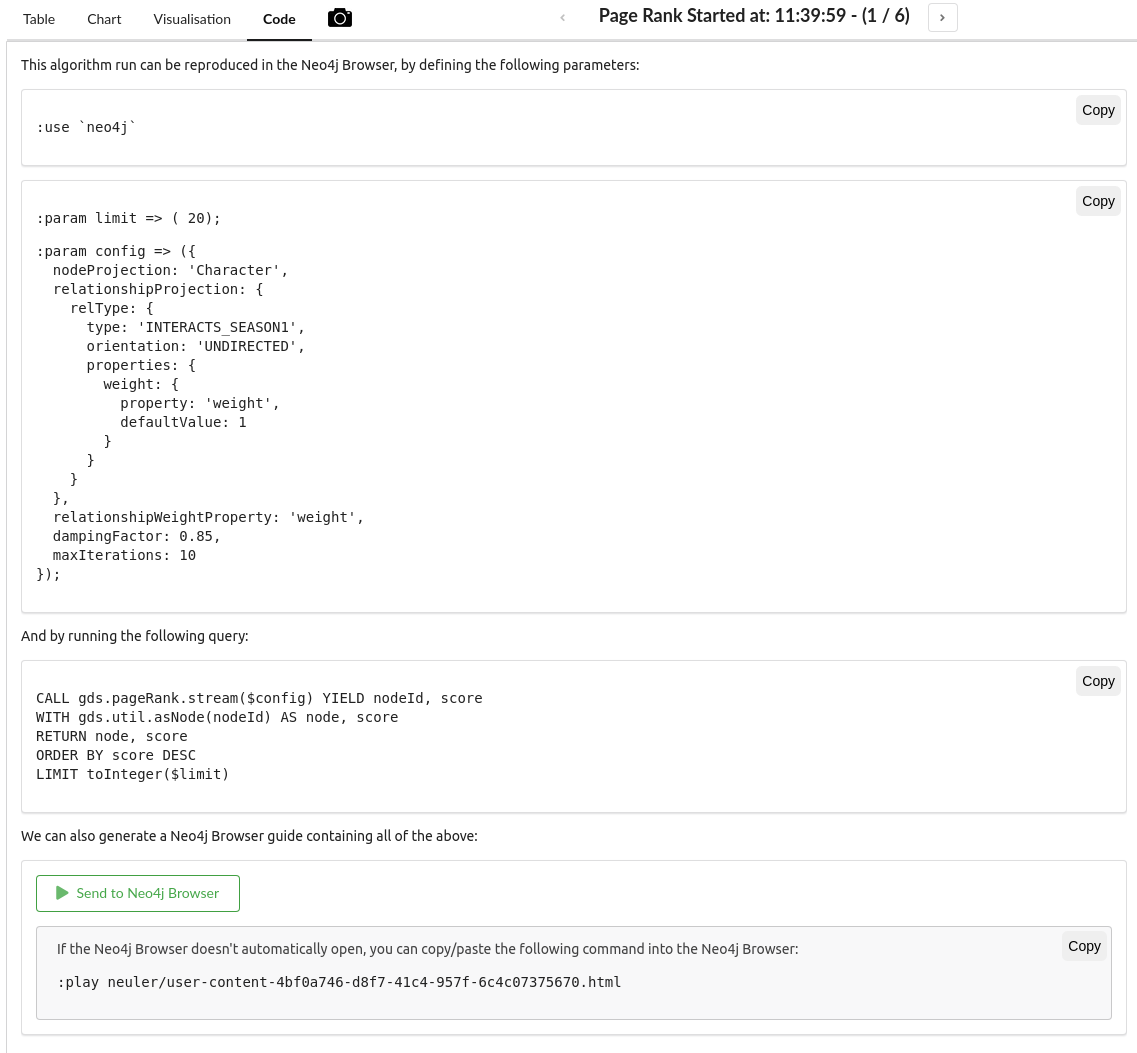 Table Chart Visualisation Code ‹ Page Rank Started at: 11:39:59 - (1 / 6) ›
This algorithm run can be reproduced in the Neo4j Browser, by defining the following parameters:
Copy
:use `neo4j`
Copy
:param limit => ( 20);
:param config => ({
  nodeProjection: 'Character',
  relationshipProjection: {
    relType: {
      type: 'INTERACTS_SEASON1',
      orientation: 'UNDIRECTED',
      properties: {
        weight: {
          property: 'weight',
          defaultValue: 1
        }
      }
    }
  },
  relationshipWeightProperty: 'weight',
  dampingFactor: 0.85,
  maxIterations: 10
});
And by running the following query:
Copy
CALL gds.pageRank.stream($config) YIELD nodeId, score
WITH gds.util.asNode(nodeId) AS node, score
RETURN node, score
ORDER BY score DESC
LIMIT toInteger($limit)
We can also generate a Neo4j Browser guide containing all of the above:
Send to Neo4j Browser
If the Neo4j Browser doesn't automatically open, you can copy/paste the following command into the Neo4j Browser: Copy
:play neuler/user-content-4bf0a746-d8f7-41c4-957f-6c4c07375670.html